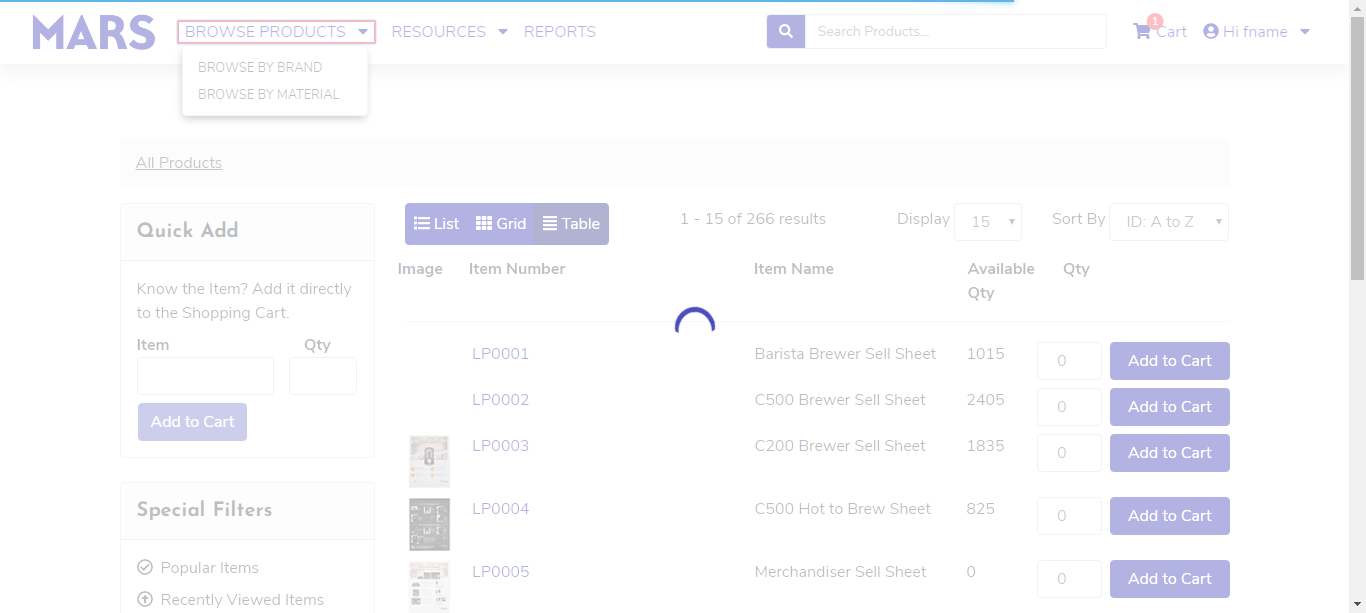 MARS
BROWSE PRODUCTS
RESOURCES
REPORTS
Search Products...
1
Cart
Hi fname
BROWSE BY BRAND
BROWSE BY MATERIAL
All Products
Quick Add
Know the Item? Add it directly
to the Shopping Cart.
Item Qty
Add to Cart
Special Filters
Popular Items
Recently Viewed Items
List Grid Table
1 - 15 of 266 results
Display 15
Sort By ID: A to Z
Image Item Number Item Name Available Qty
Qty
LP0001 Barista Brewer Sell Sheet 1015 0 Add to Cart
LP0002 C500 Brewer Sell Sheet 2405 0 Add to Cart
LP0003 C200 Brewer Sell Sheet 1835 0 Add to Cart
LP0004 C500 Hot to Brew Sheet 825 0 Add to Cart
LP0005 Merchandiser Sell Sheet 0 0 Add to Cart